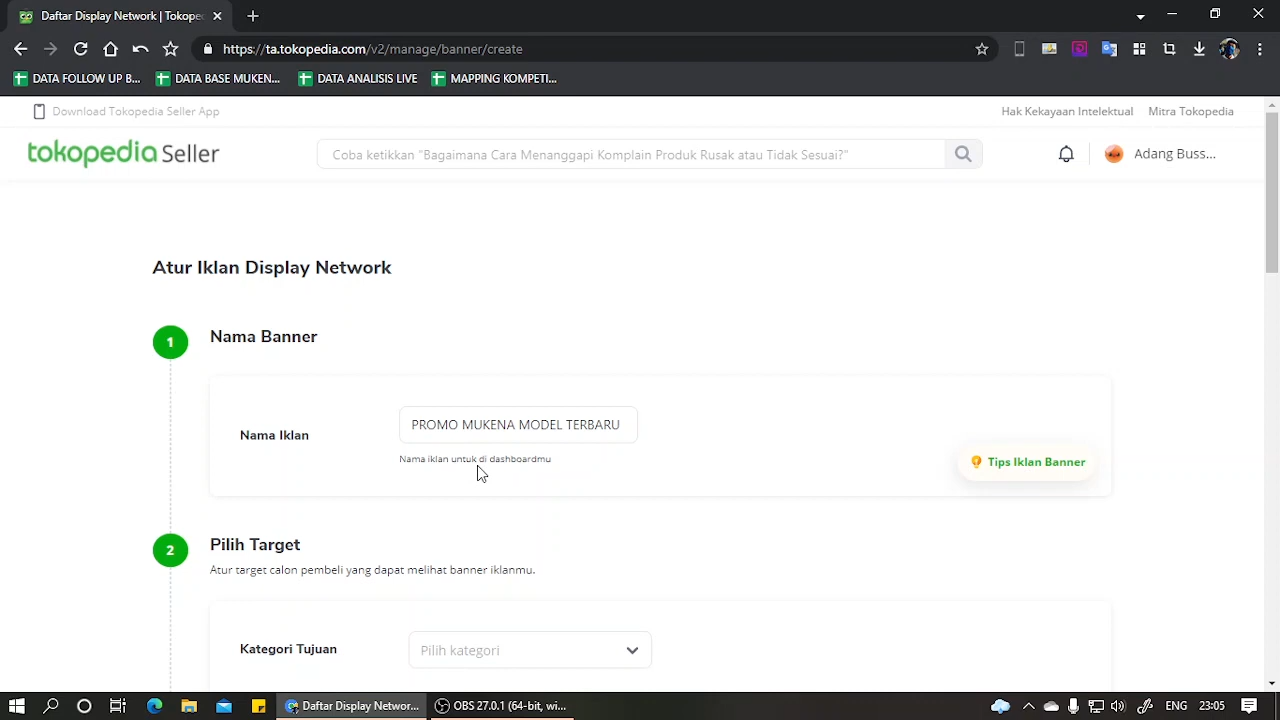 Daftar Display Network | Tokope
https://ta.tokopedia.com/v2/manage/banner/create
DATA FOLLOW UP B...
DATA BASE MUKEN...
DATA ANALISIS LIVE
MAPPING KOMPETI...
Download Tokopedia Seller App
Hak Kekayaan Intelektual
Mitra Tokopedia
tokopedia Seller
Coba ketikkan "Bagaimana Cara Menanggapi Komplain Produk Rusak atau Tidak Sesuai?"
Adang Buss...
Atur Iklan Display Network
1
Nama Banner
Nama Iklan
PROMO MUKENA MODEL TERBARU
Nama iklan untuk di dashboardmu
Tips Iklan Banner
2
Pilih Target
Atur target calon pembeli yang dapat melihat banner iklanmu.
Kategori Tujuan
Pilih kategori
Daftar Display Networ...
OBS 27.0.1 (64-bit, wi...
ENG
23:05